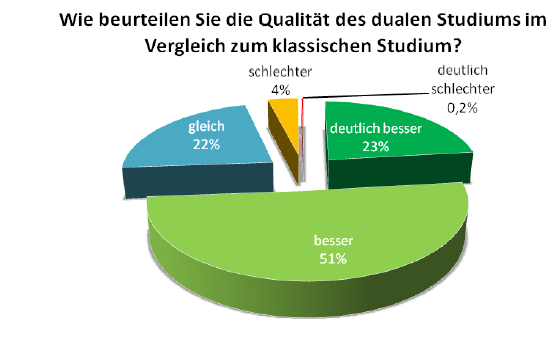 Wie beurteilen Sie die Qualität des dualen Studiums im
Vergleich zum klassischen Studium?
schlechter
4%
deutlich
schlechter
0,2%
gleich
22%
deutlich besser
23%
besser
51%